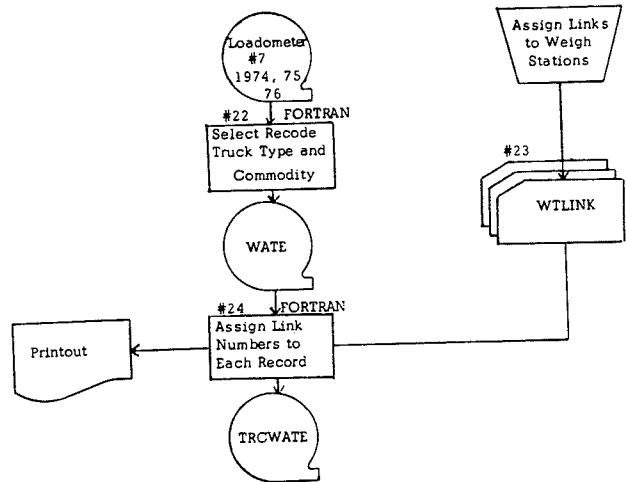 Loadometer
#7
1974, 75
76
Assign Links
to Weigh
Stations
#22 FORTRAN
Select Recode
Truck Type and
Commodity
#23
WTLINK
WATE
#24 FORTRAN
Assign Link
Numbers to
Each Record
Printout
TRCWATE